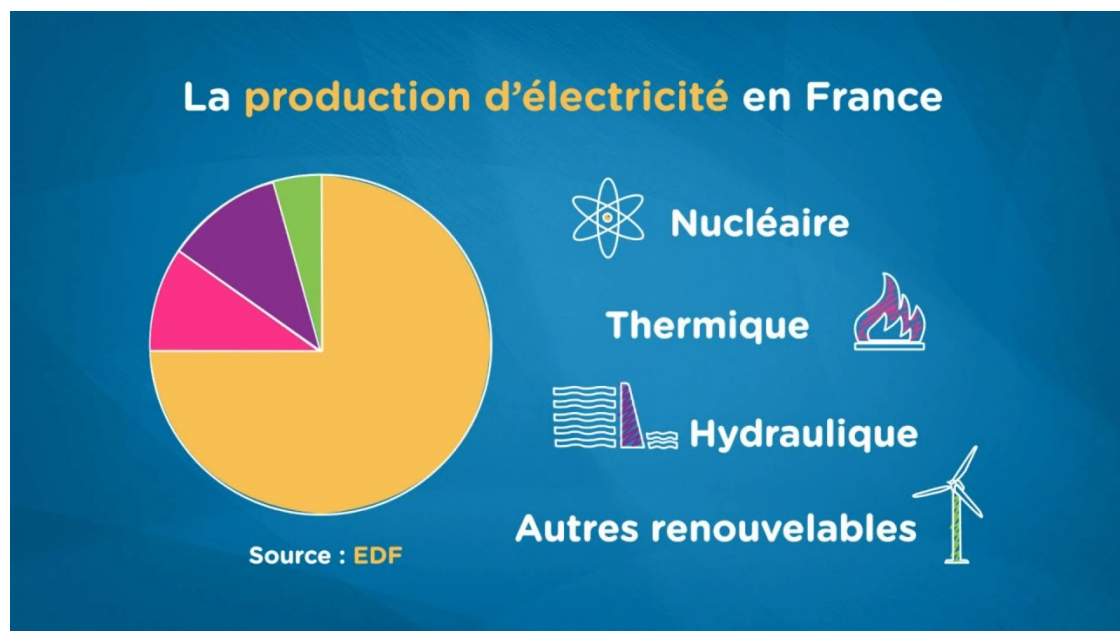 La production d’électricité en France
Nucléaire
Thermique
Hydraulique
Autres renouvelables
Source : EDF